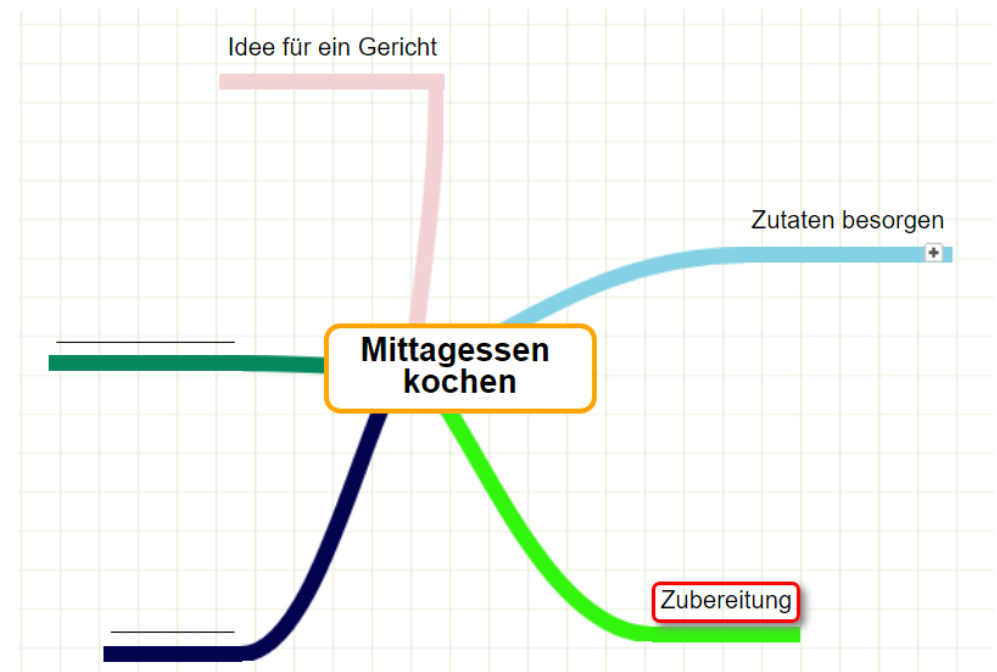 Idee für ein Gericht
Zutaten besorgen
Mittagessen
kochen
Zubereitung